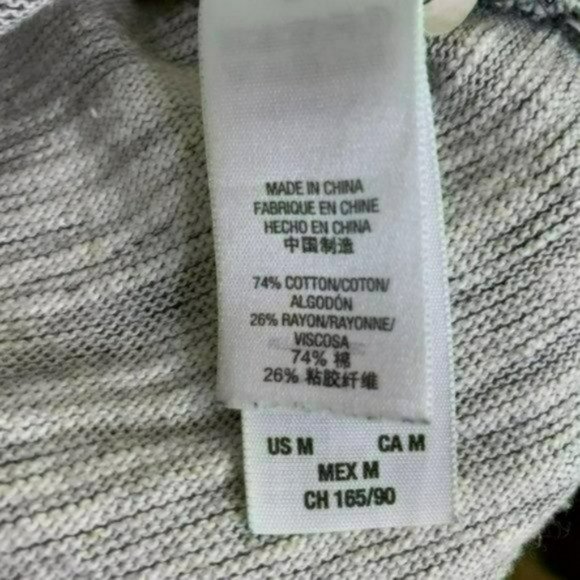 MADE IN CHINA
FABRIQUE EN CHINE
HECHO EN CHINA
中国制造
74% COTTON/COTON/
ALGODÓN
26% RAYON/RAYONNE/
VISCOSA
74% 棉
26% 粘胶纤维
US M CA M
MEX M
CH 165/90